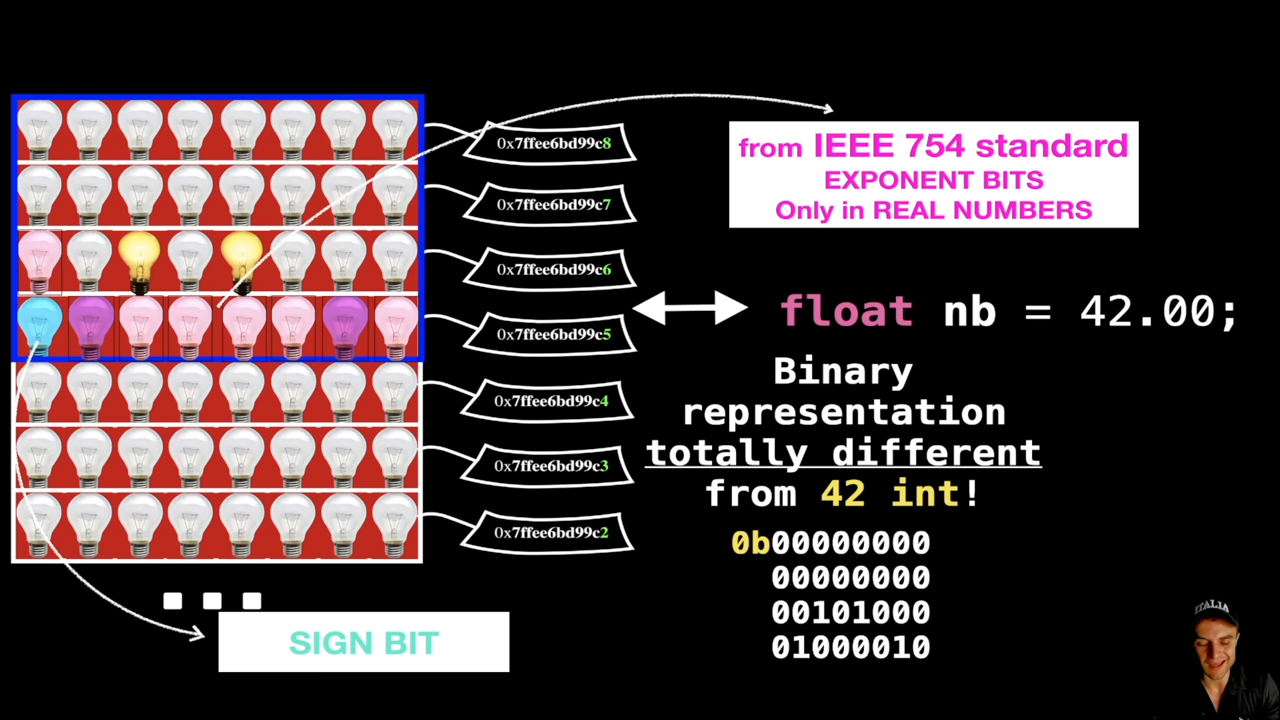 0x7ffee6bd99c8
0x7ffee6bd99c7
0x7ffee6bd99c6
0x7ffee6bd99c5
0x7ffee6bd99c4
0x7ffee6bd99c3
0x7ffee6bd99c2
from IEEE 754 standard
EXPONENT BITS
Only in REAL NUMBERS
float nb = 42.00;
Binary
representation
totally different
from 42 int!
0b00000000
00000000
00101000
01000010
SIGN BIT
ITALIA